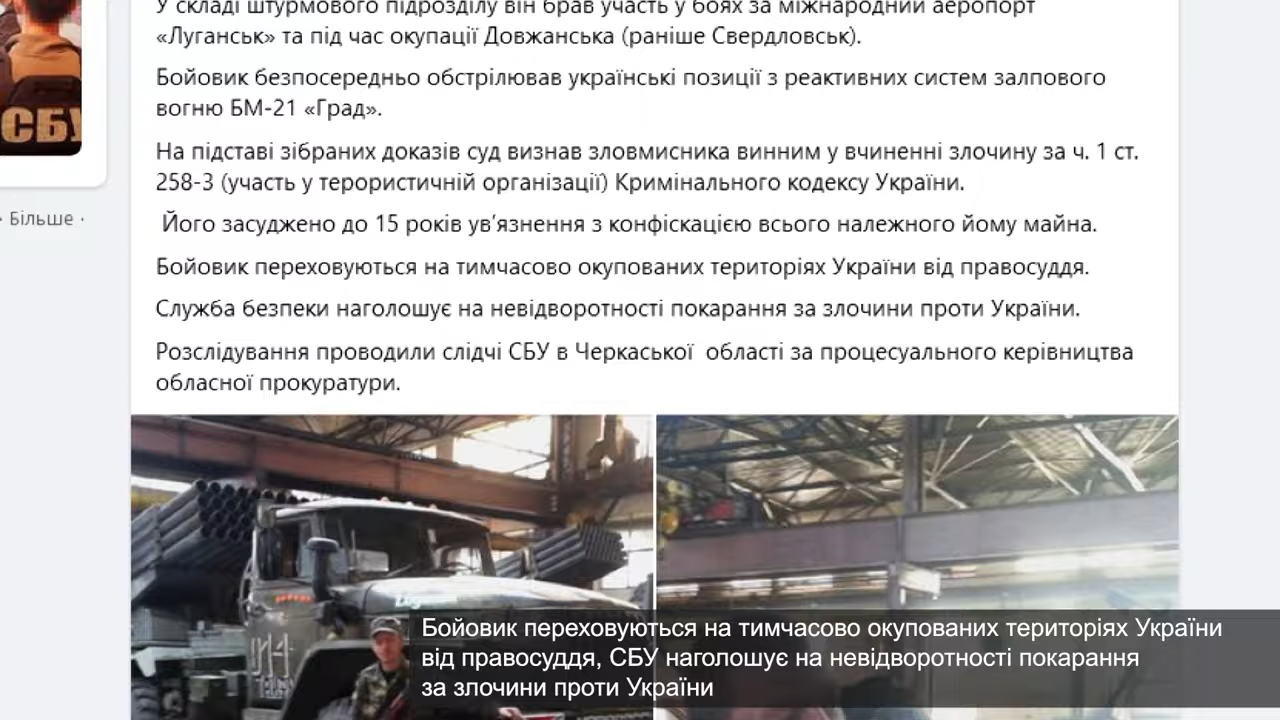 У складі штурмового підрозділу він брав участь у боях за міжнародний аеропорт
«Луганськ» та під час окупації Довжанська (раніше Свердловськ).
Бойовик безпосередньо обстрілював українські позиції з реактивних систем залпового
вогню БМ-21 «Град».
На підставі зібраних доказів суд визнав зловмисника винним у вчиненні злочину за ч. 1 ст.
258-3 (участь у терористичній організації) Кримінального кодексу України.
Його засуджено до 15 років ув’язнення з конфіскацією всього належного йому майна.
Бойовик переховуються на тимчасово окупованих територіях України від правосуддя.
Служба безпеки наголошує на невідворотності покарання за злочини проти України.
Розслідування проводили слідчі СБУ в Черкаської області за процесуального керівництва
обласної прокуратури.
СБУ
· Більше ·
Бойовик переховуються на тимчасово окупованих територіях України
від правосуддя, СБУ наголошує на невідворотності покарання
за злочини проти України